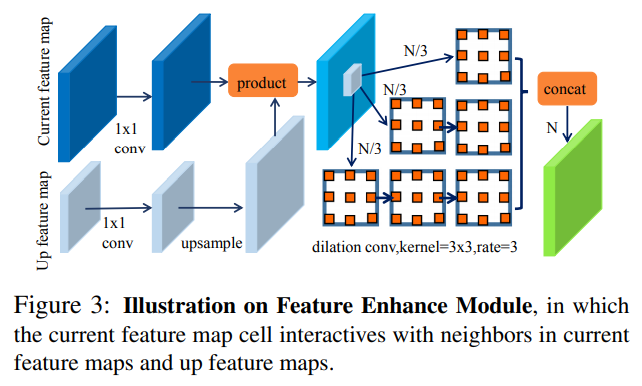 Current feature map
1x1
conv
product
N/3
N/3
N/3
concat
N
Up feature map
1x1
conv
upsample
dilation conv,kernel=3x3,rate=3
Figure 3: Illustration on Feature Enhance Module, in which
the current feature map cell interactives with neighbors in current
feature maps and up feature maps.